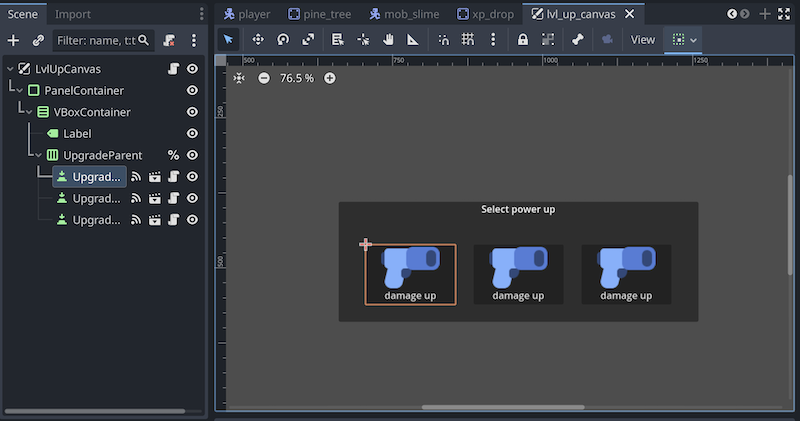 Scene Import
player pine_tree mob_slime xp_drop lvl_up_canvas
Filter: name, t:t
View
LvlUpCanvas
PanelContainer
VBoxContainer
Label
UpgradeParent %
Upgrad...
Upgrad...
Upgrad...
500 750 1000 1250
76.5 %
250
500
Select power up
damage up damage up damage up